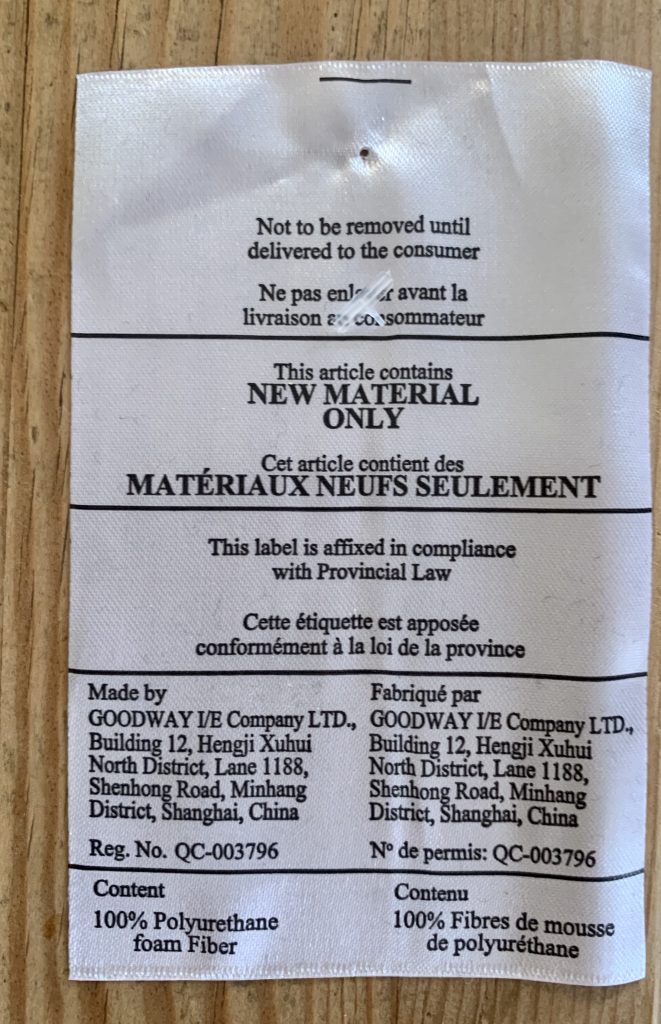 Not to be removed until
delivered to the consumer
Ne pas avant la
livraison consommateur
This article contains
NEW MATERIAL
ONLY
Cet article contient des
MATÉRIAUX NEUFS SEULEMENT
This label is affixed in compliance
with Provincial Law
Cette étiquette est apposée
conformément à la loi de la province
Made by
GOODWAY I/E Company LTD.,
Building 12, Hengji Xuhui
North District, Lane 1188,
Shenhong Road, Minhang
District, Shanghai, China
Reg. No. QC-003796
Fabriqué par
GOODWAY I/E Company LTD.,
Building 12, Hengji Xuhui
North District, Lane 1188,
Shenhong Road, Minhang
District, Shanghai, China
Nº de permis: QC-003796
Content
100% Polyurethane
foam Fiber
Contenu
100% Fibres de mousse
de polyuréthane